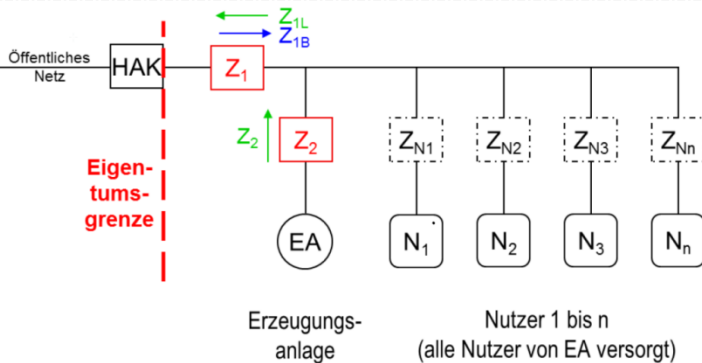 Z1L
Z1B
Öffentliches
Netz
HAK
Z1
Z2
Z2
ZN1
ZN2
ZN3
ZNn
Eigen-
tums-
grenze
EA
N1
N2
N3
Nn
Erzeugungs-
anlage
Nutzer 1 bis n
(alle Nutzer von EA versorgt)